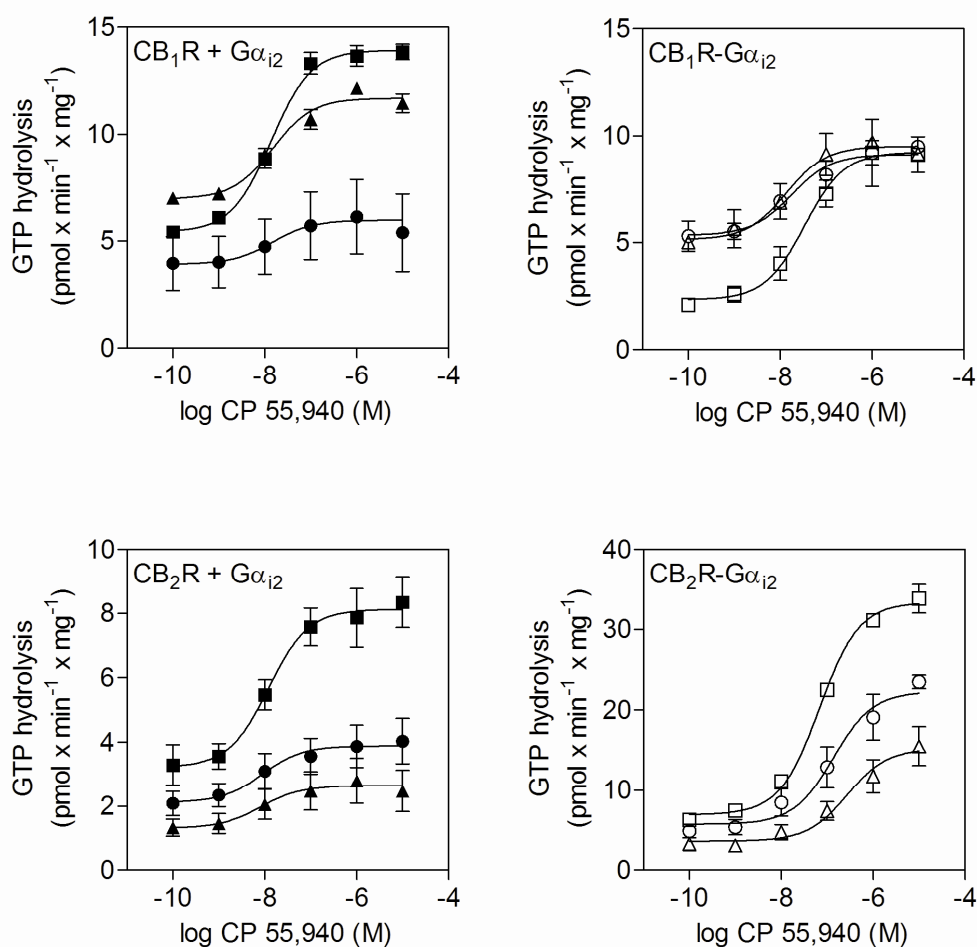 CB₁R + Gα_i2
GTP hydrolysis
(pmol x min⁻¹ x mg⁻¹)
15
10
5
0
-10
-8
-6
-4
log CP 55,940 (M)
CB₁R-Gα_i2
GTP hydrolysis
(pmol x min⁻¹ x mg⁻¹)
15
10
5
0
-10
-8
-6
-4
log CP 55,940 (M)
CB₂R + Gα_i2
GTP hydrolysis
(pmol x min⁻¹ x mg⁻¹)
10
8
6
4
2
0
-10
-8
-6
-4
log CP 55,940 (M)
CB₂R-Gα_i2
GTP hydrolysis
(pmol x min⁻¹ x mg⁻¹)
40
30
20
10
0
-10
-8
-6
-4
log CP 55,940 (M)